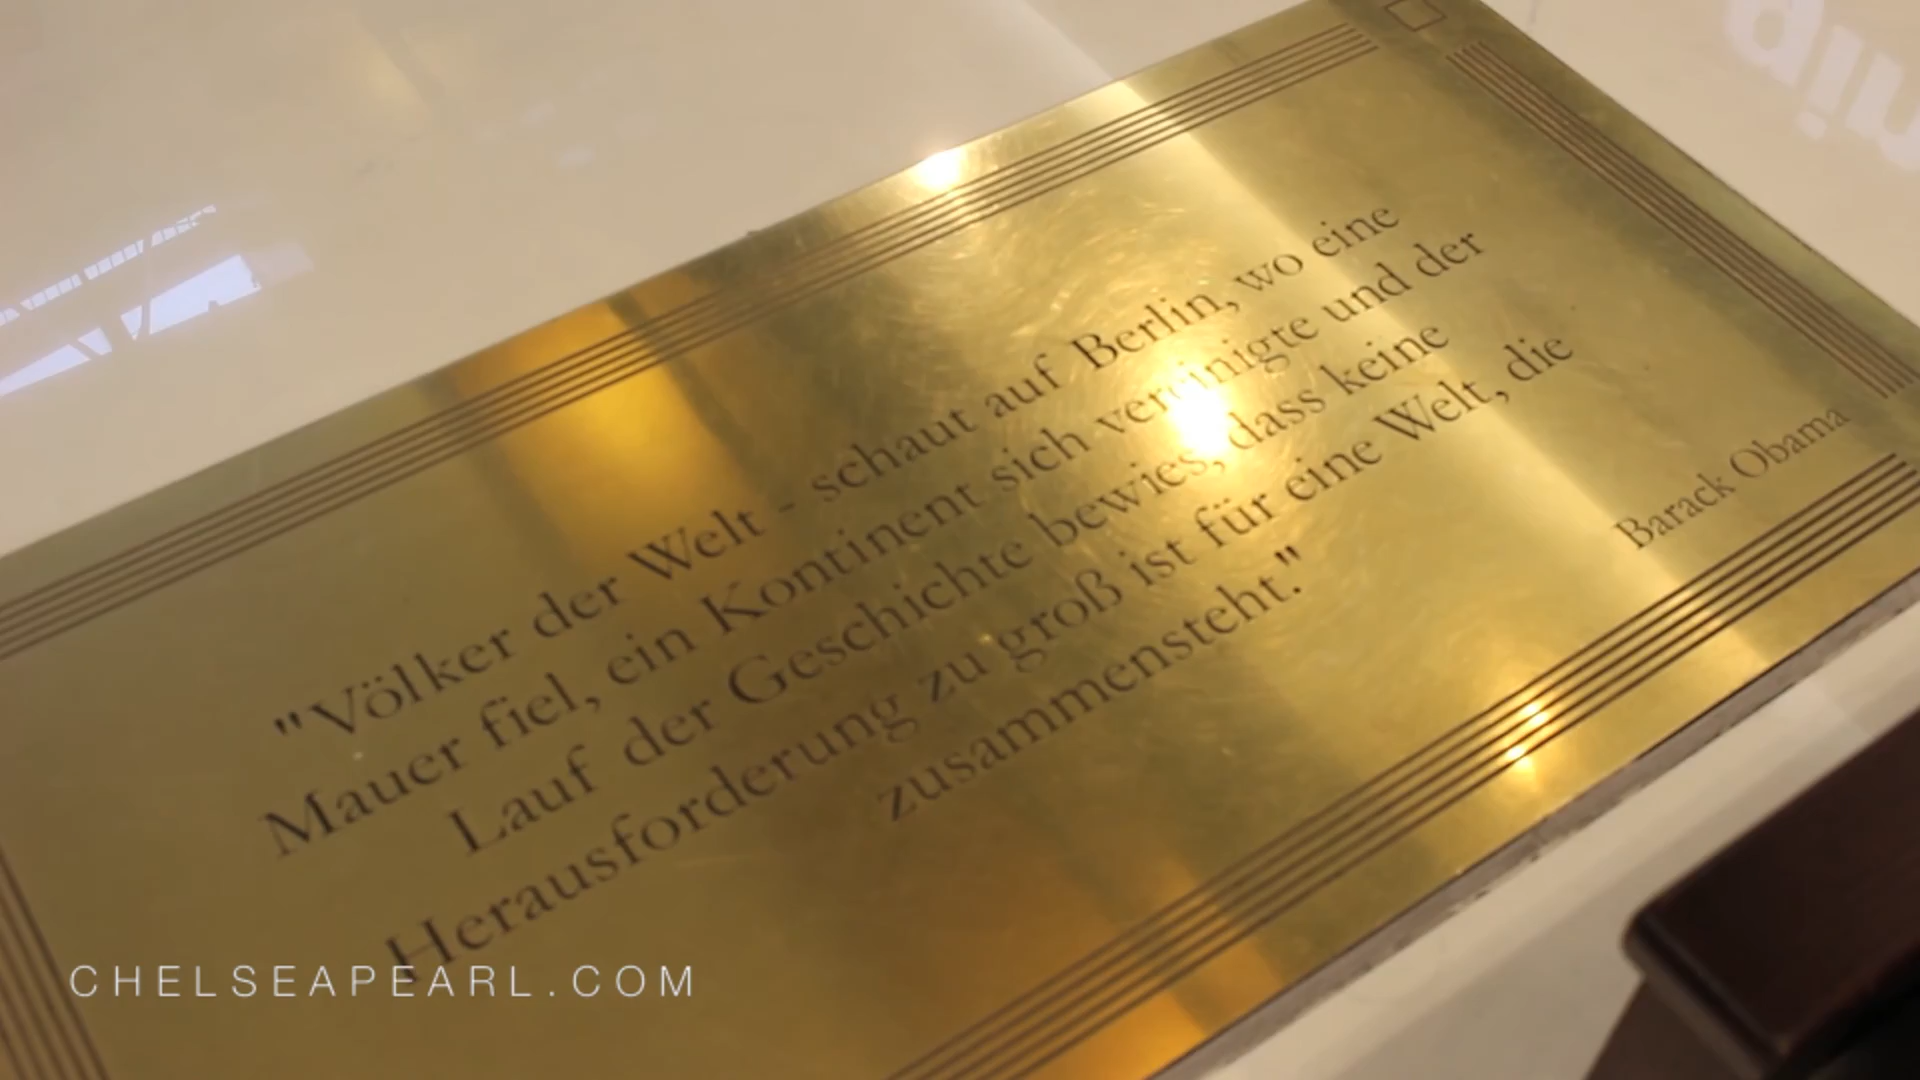 "Völker der Welt - schaut auf Berlin, wo eine
Mauer fiel, ein Kontinent sich vereinigte und der
Lauf der Geschichte bewies, dass keine
Herausforderung zu groß ist für eine Welt, die
zusammensteht."
Barack Obama
CHELSEAPEARL.COM